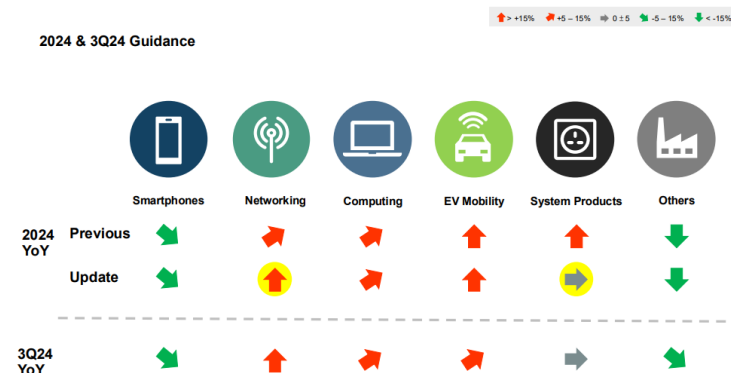 > +15% +5 – 15% 0 ± 5 -5 – 15% < -15%
2024 & 3Q24 Guidance
Smartphones Networking Computing EV Mobility System Products Others
2024 YoY Previous
Update
3Q24
YoY